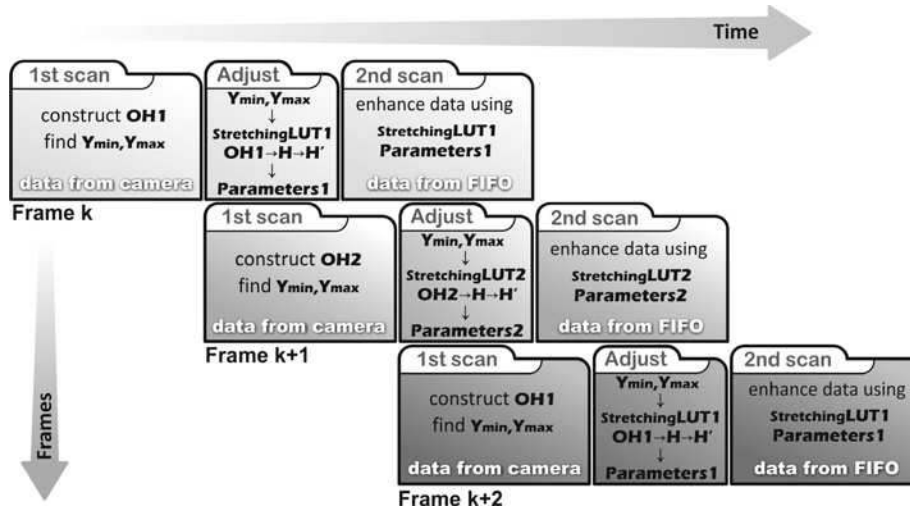 Time
1st scan
construct OH1
find Ymin,Ymax
data from camera
Adjust
Ymin,Ymax
↓
StretchingLUT1
OH1→H→H'
↓
Parameters1
2nd scan
enhance data using
StretchingLUT1
Parameters1
data from FIFO
Frame k
1st scan
construct OH2
find Ymin,Ymax
data from camera
Adjust
Ymin,Ymax
↓
StretchingLUT2
OH2→H→H'
↓
Parameters2
2nd scan
enhance data using
StretchingLUT2
Parameters2
data from FIFO
Frame k+1
1st scan
construct OH1
find Ymin,Ymax
data from camera
Adjust
Ymin,Ymax
↓
StretchingLUT1
OH1→H→H'
↓
Parameters1
2nd scan
enhance data using
StretchingLUT1
Parameters1
data from FIFO
Frame k+2
Frames